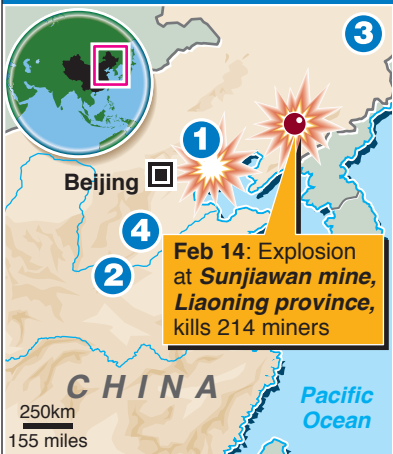 3
1
Beijing
4
2
Feb 14: Explosion
at Sunjiawan mine,
Liaoning province,
kills 214 miners
CHINA
Pacific
Ocean
250km
155 miles